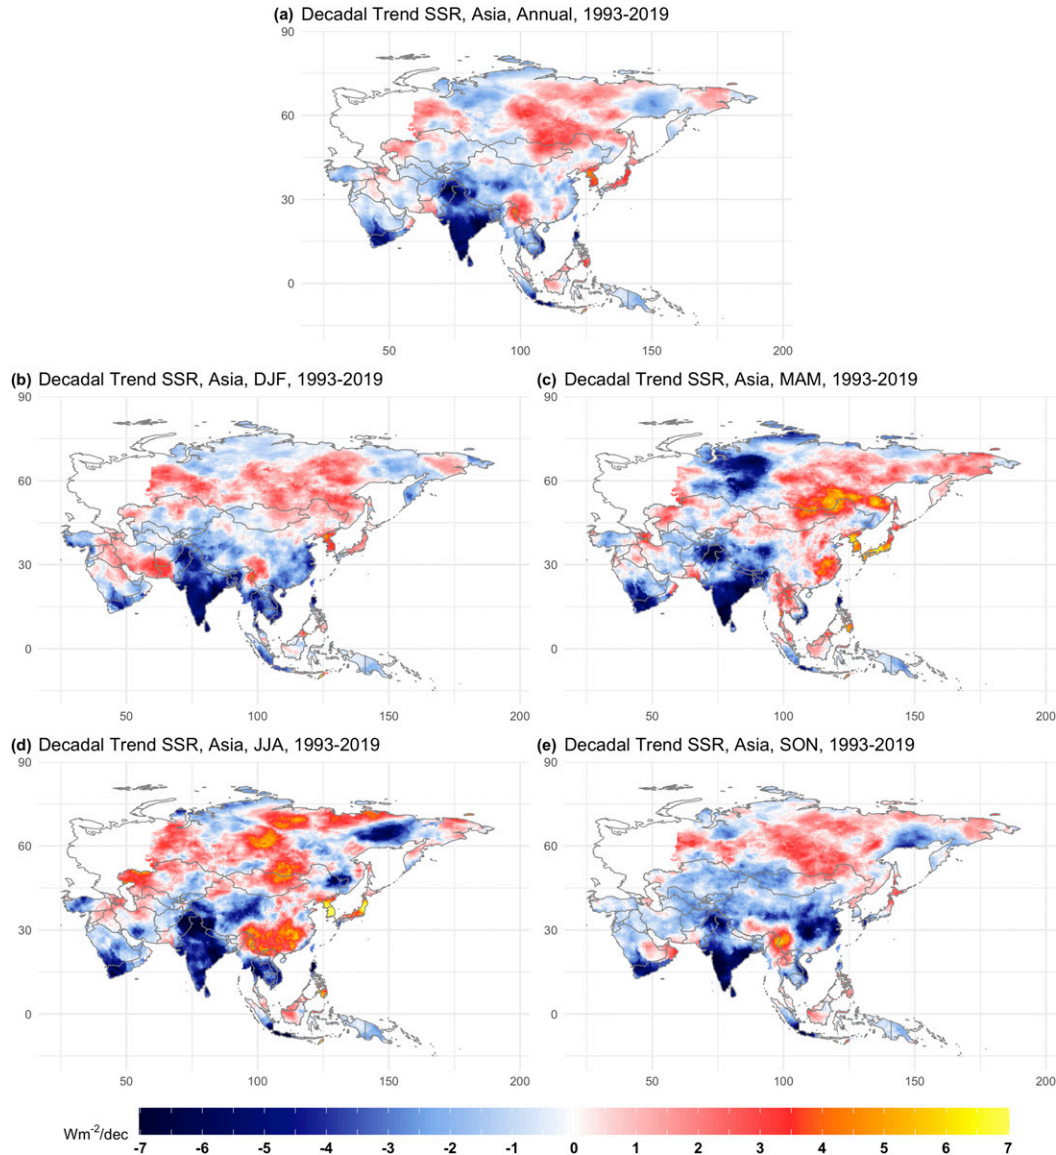 (a) Decadal Trend SSR, Asia, Annual, 1993-2019
90
60
30
0
50 100 150 200
(b) Decadal Trend SSR, Asia, DJF, 1993-2019
90
60
30
0
50 100 150 200
(c) Decadal Trend SSR, Asia, MAM, 1993-2019
90
60
30
0
50 100 150 200
(d) Decadal Trend SSR, Asia, JJA, 1993-2019
90
60
30
0
50 100 150 200
(e) Decadal Trend SSR, Asia, SON, 1993-2019
90
60
30
0
50 100 150 200
Wm⁻²/dec -7 -6 -5 -4 -3 -2 -1 0 1 2 3 4 5 6 7